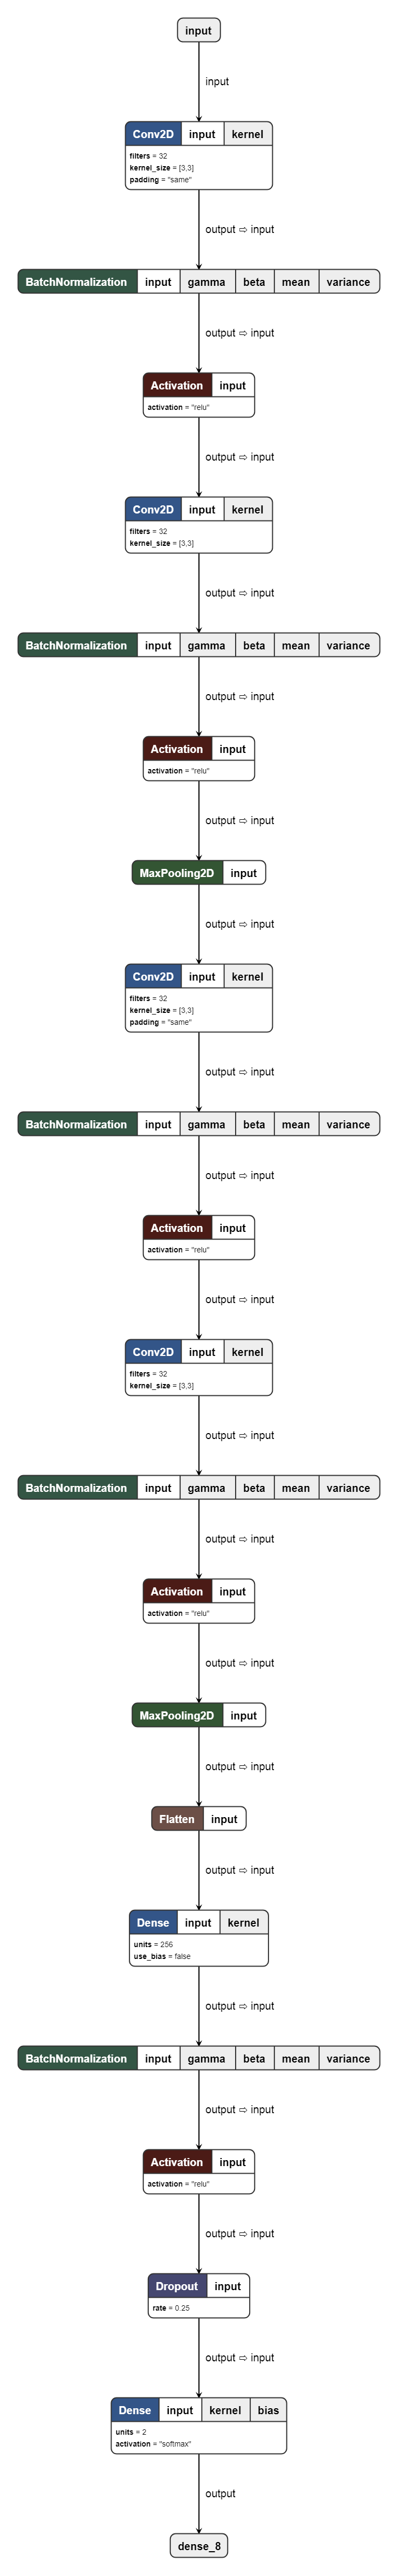 input
input
Conv2D input kernel
filters = 32
kernel_size = [3,3]
padding = "same"
output ⇨ input
BatchNormalization input gamma beta mean variance
output ⇨ input
Activation input
activation = "relu"
output ⇨ input
Conv2D input kernel
filters = 32
kernel_size = [3,3]
output ⇨ input
BatchNormalization input gamma beta mean variance
output ⇨ input
Activation input
activation = "relu"
output ⇨ input
MaxPooling2D input
output ⇨ input
Conv2D input kernel
filters = 32
kernel_size = [3,3]
padding = "same"
output ⇨ input
BatchNormalization input gamma beta mean variance
output ⇨ input
Activation input
activation = "relu"
output ⇨ input
Conv2D input kernel
filters = 32
kernel_size = [3,3]
output ⇨ input
BatchNormalization input gamma beta mean variance
output ⇨ input
Activation input
activation = "relu"
output ⇨ input
MaxPooling2D input
output ⇨ input
Flatten input
output ⇨ input
Dense input kernel
units = 256
use_bias = false
output ⇨ input
BatchNormalization input gamma beta mean variance
output ⇨ input
Activation input
activation = "relu"
output ⇨ input
Dropout input
rate = 0.25
output ⇨ input
Dense input kernel bias
units = 2
activation = "softmax"
output
dense_8